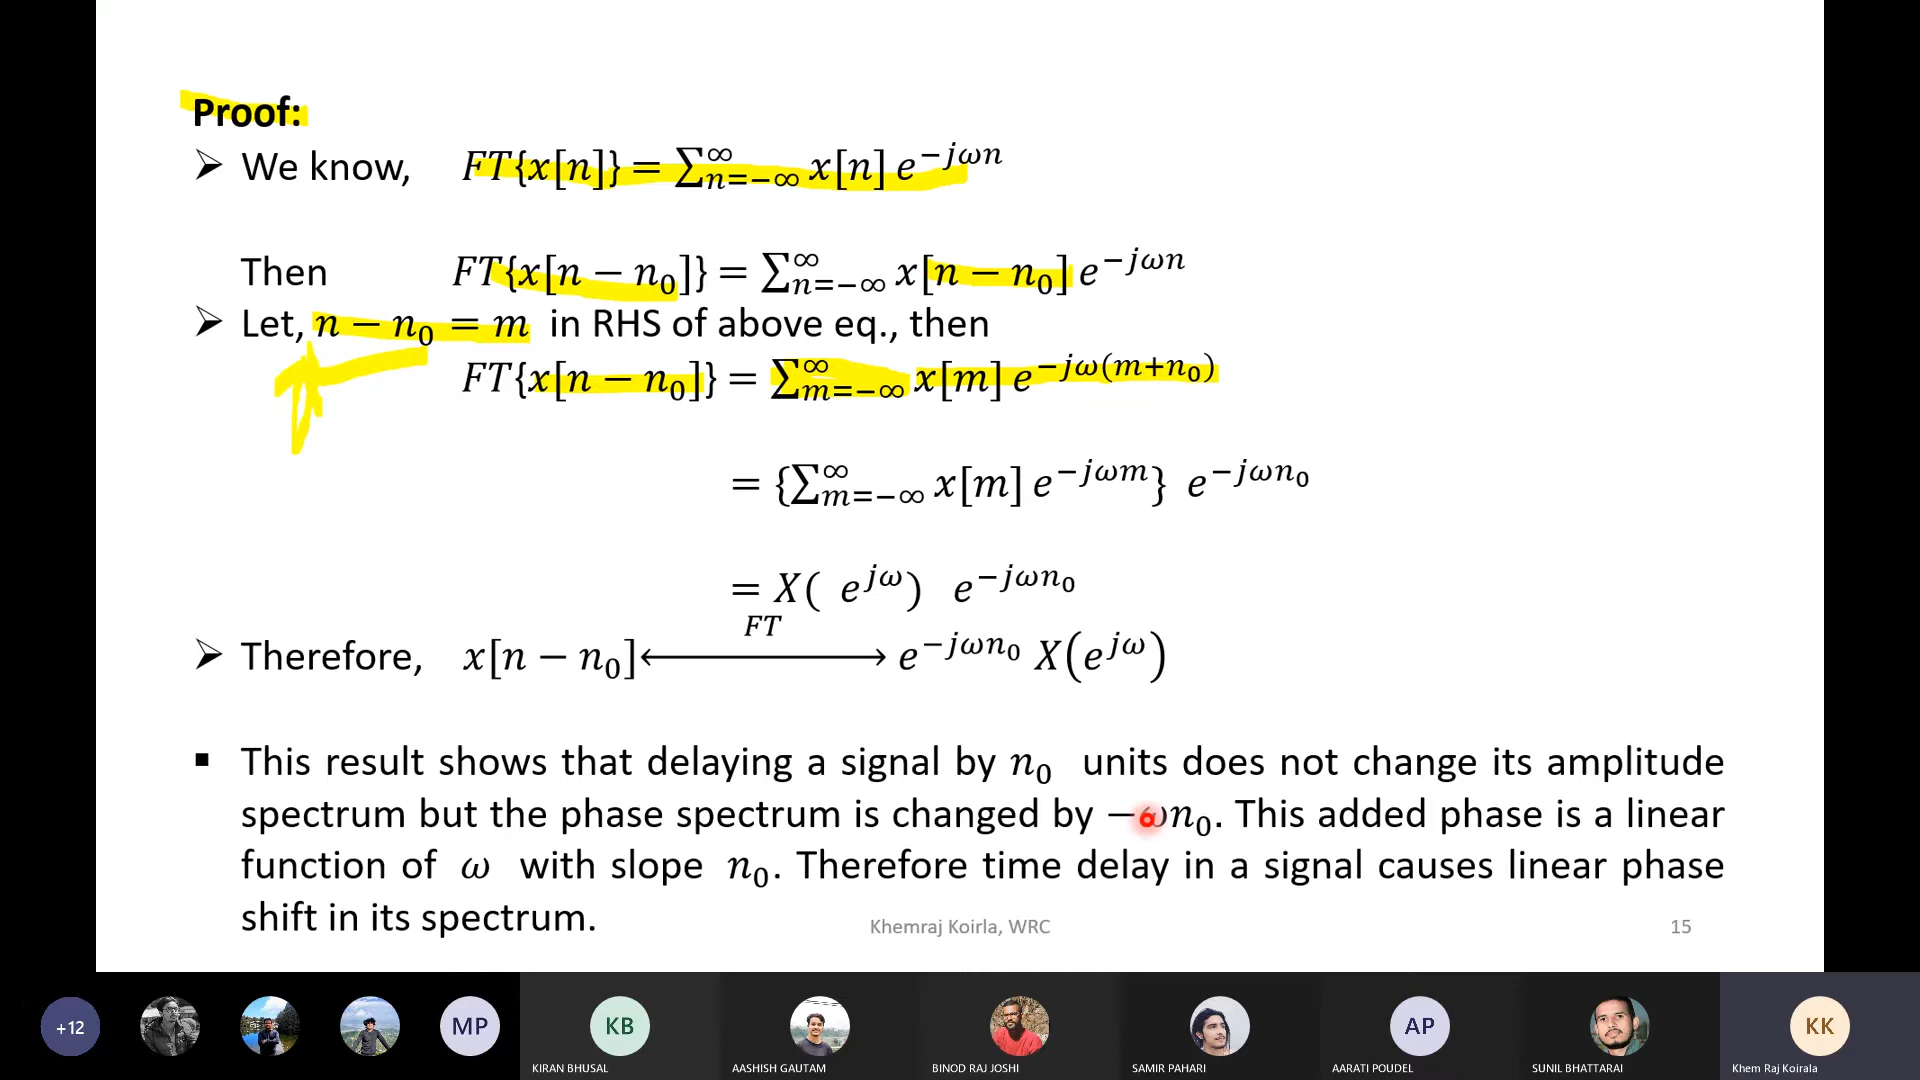 Proof:
➢ We know, FT{x[n]} = ∑_{n=−∞}^{∞} x[n] e^{−jωn}
Then FT{x[n − n₀]} = ∑_{n=−∞}^{∞} x[n − n₀] e^{−jωn}
➢ Let, n − n₀ = m in RHS of above eq., then
FT{x[n − n₀]} = ∑_{m=−∞}^{∞} x[m] e^{−jω(m+n₀)}
= {∑_{m=−∞}^{∞} x[m] e^{−jωm}} e^{−jωn₀}
= X( e^{jω}) e^{−jωn₀}
FT
➢ Therefore, x[n − n₀] ⟷ e^{−jωn₀} X(e^{jω})
▪ This result shows that delaying a signal by n₀ units does not change its amplitude
spectrum but the phase spectrum is changed by −ωn₀. This added phase is a linear
function of ω with slope n₀. Therefore time delay in a signal causes linear phase
shift in its spectrum.
Khemraj Koirla, WRC 15
+12 MP KB AP KK
KIRAN BHUSAL AASHISH GAUTAM BINOD RAJ JOSHI SAMIR PAHARI AARATI POUDEL SUNIL BHATTARAI Khem Raj Koirala